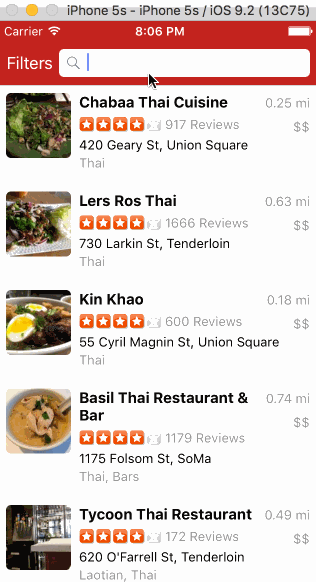 iPhone 5s - iPhone 5s / iOS 9.2 (13C75)
Carrier 8:06 PM
Filters
Chabaa Thai Cuisine 0.25 mi
917 Reviews $$
420 Geary St, Union Square
Thai
Lers Ros Thai 0.63 mi
1666 Reviews $$
730 Larkin St, Tenderloin
Thai
Kin Khao 0.18 mi
600 Reviews $$
55 Cyril Magnin St, Union Square
Thai
Basil Thai Restaurant & 0.74 mi
Bar $$
1179 Reviews
1175 Folsom St, SoMa
Thai, Bars
Tycoon Thai Restaurant 0.49 mi
172 Reviews $$
620 O'Farrell St, Tenderloin
Laotian, Thai